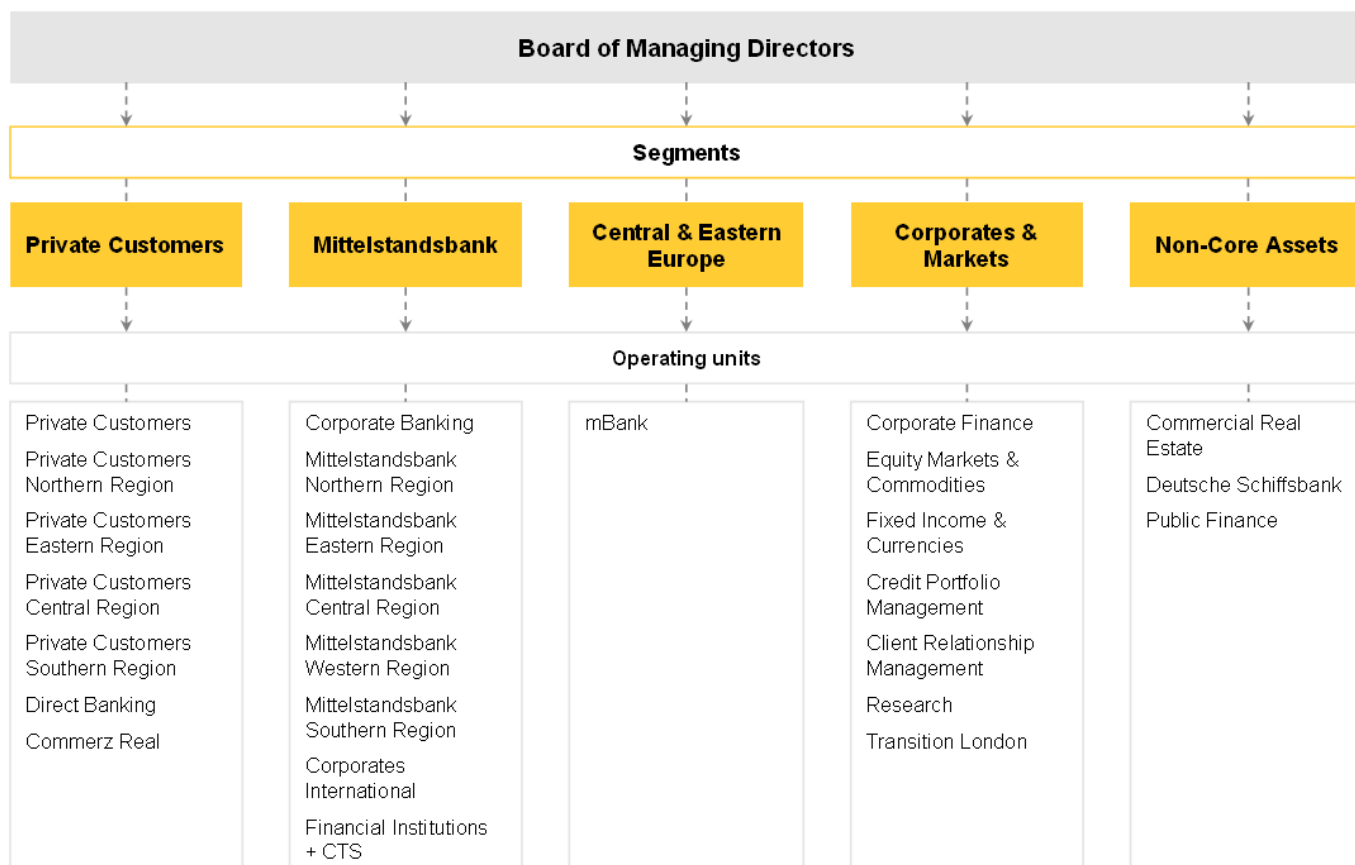 Board of Managing Directors
Segments
Private Customers
Mittelstandsbank
Central & Eastern
Europe
Corporates &
Markets
Non-Core Assets
Operating units
Private Customers
Private Customers
Northern Region
Private Customers
Eastern Region
Private Customers
Central Region
Private Customers
Southern Region
Direct Banking
Commerz Real
Corporate Banking
Mittelstandsbank
Northern Region
Mittelstandsbank
Eastern Region
Mittelstandsbank
Central Region
Mittelstandsbank
Western Region
Mittelstandsbank
Southern Region
Corporates
International
Financial Institutions
+ CTS
mBank
Corporate Finance
Equity Markets &
Commodities
Fixed Income &
Currencies
Credit Portfolio
Management
Client Relationship
Management
Research
Transition London
Commercial Real
Estate
Deutsche Schiffsbank
Public Finance